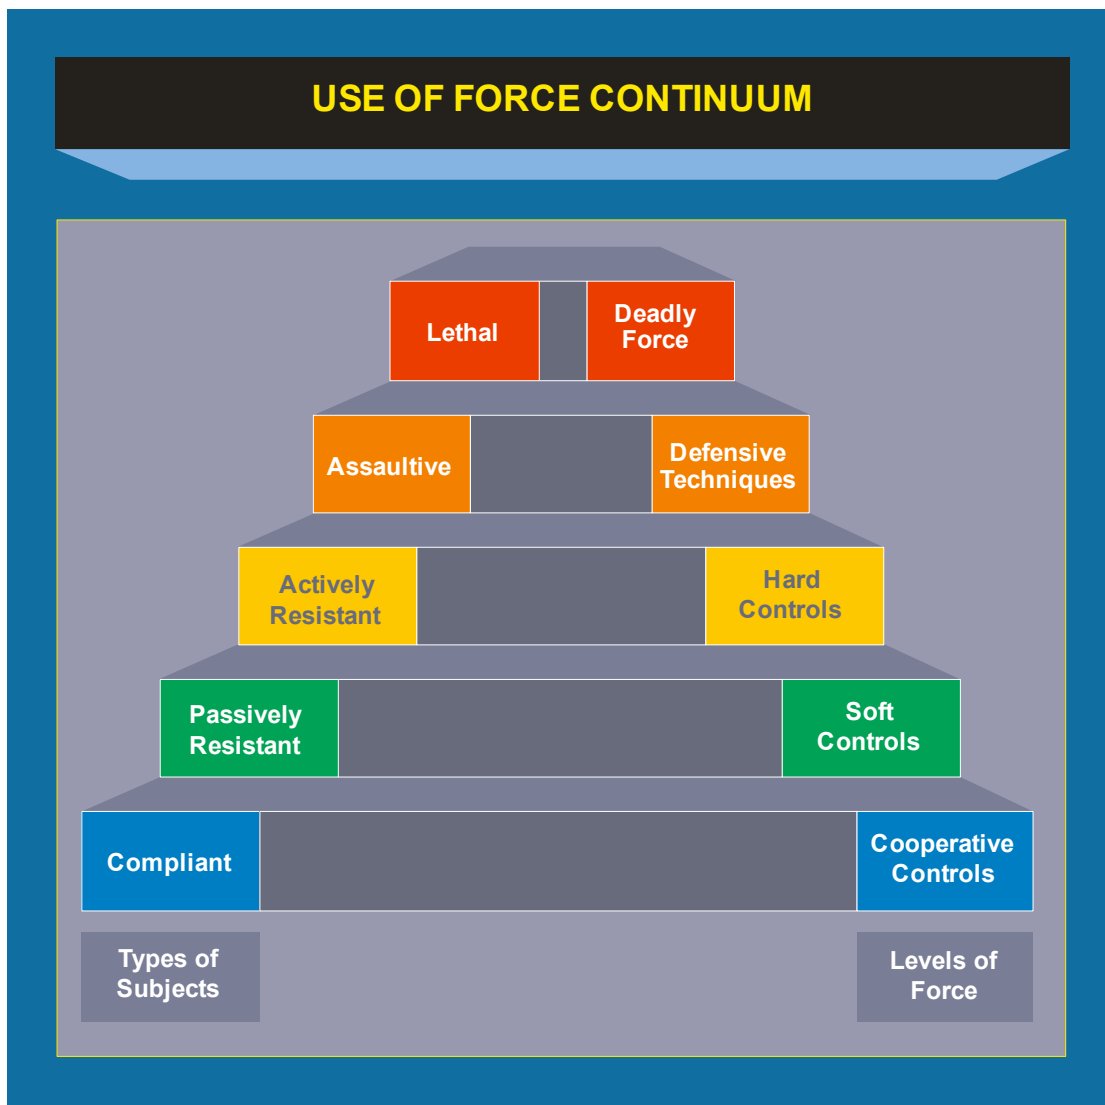 USE OF FORCE CONTINUUM
Lethal
Deadly
Force
Assaultive
Defensive
Techniques
Actively
Resistant
Hard
Controls
Passively
Resistant
Soft
Controls
Compliant
Cooperative
Controls
Types of
Subjects
Levels of
Force